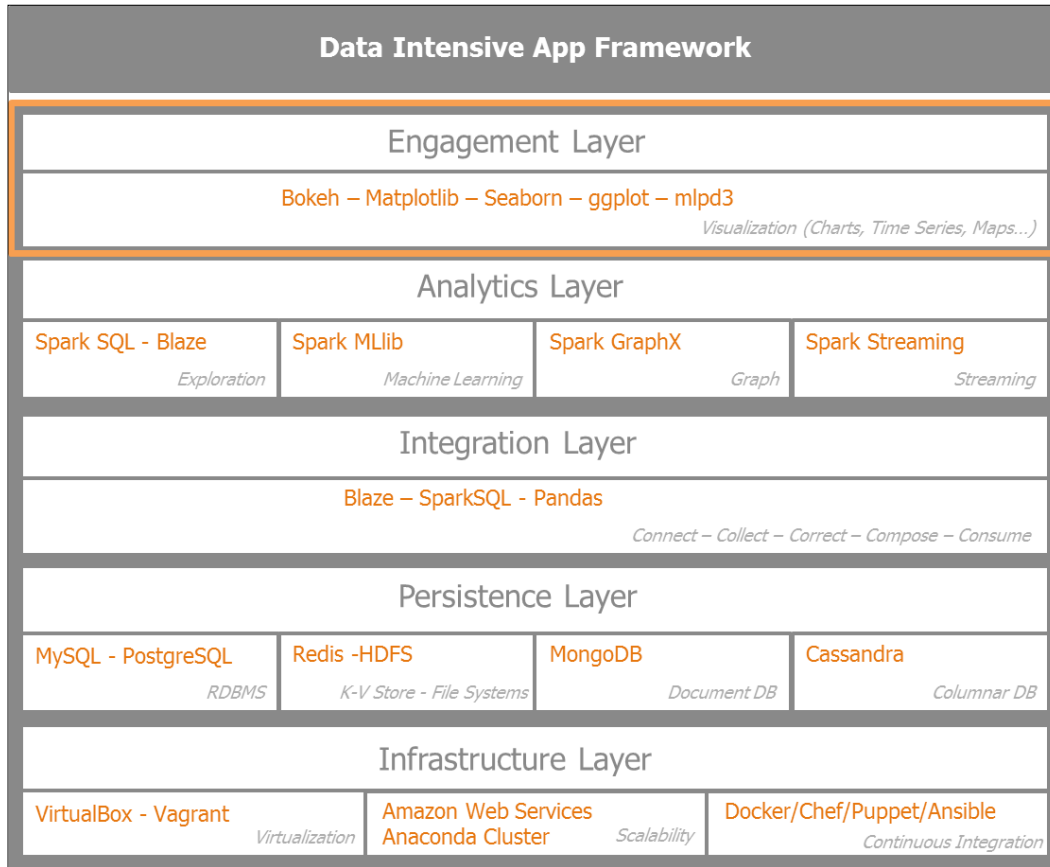 Data Intensive App Framework
Engagement Layer
Bokeh – Matplotlib – Seaborn – ggplot – mlpd3
Visualization (Charts, Time Series, Maps...)
Analytics Layer
Spark SQL - Blaze
Exploration
Spark MLlib
Machine Learning
Spark GraphX
Graph
Spark Streaming
Streaming
Integration Layer
Blaze – SparkSQL - Pandas
Connect – Collect – Correct – Compose – Consume
Persistence Layer
MySQL - PostgreSQL
RDBMS
Redis -HDFS
K-V Store - File Systems
MongoDB
Document DB
Cassandra
Columnar DB
Infrastructure Layer
VirtualBox - Vagrant
Virtualization
Amazon Web Services
Anaconda Cluster
Scalability
Docker/Chef/Puppet/Ansible
Continuous Integration